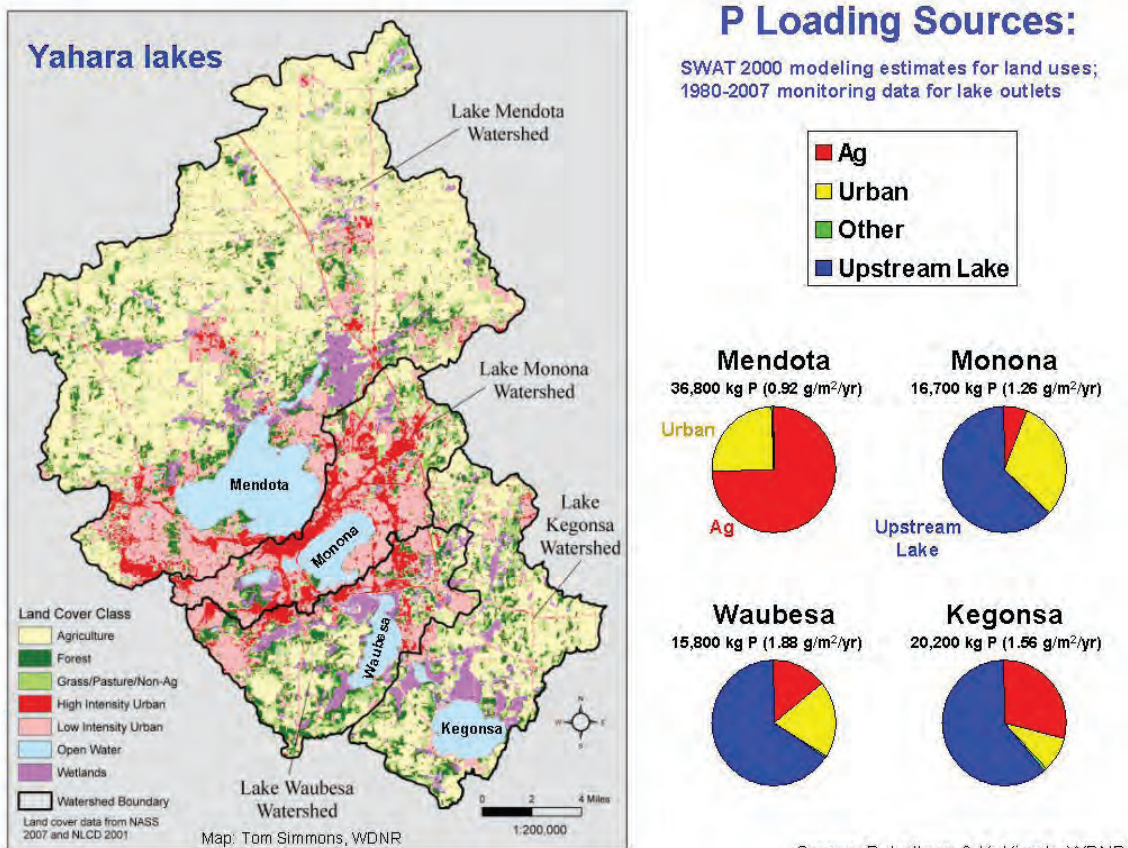 Yahara lakes
Lake Mendota
Watershed
Lake Monona
Watershed
Lake
Kegonsa
Watershed
Mendota
Monona
Waubesa
Kegonsa
Lake Waubesa
Watershed
Land Cover Class
Agriculture
Forest
Grass/Pasture/Non-Ag
High Intensity Urban
Low Intensity Urban
Open Water
Wetlands
Watershed Boundary
Land cover data from NASS
2007 and NLCD 2001
Map: Tom Simmons, WDNR
N
W E
S
0 2 4 Miles
1:200,000
P Loading Sources:
SWAT 2000 modeling estimates for land uses;
1980-2007 monitoring data for lake outlets
Ag
Urban
Other
Upstream Lake
Mendota
36,800 kg P (0.92 g/m²/yr)
Urban
Ag
Monona
16,700 kg P (1.26 g/m²/yr)
Upstream
Lake
Waubesa
15,800 kg P (1.88 g/m²/yr)
Kegonsa
20,200 kg P (1.56 g/m²/yr)